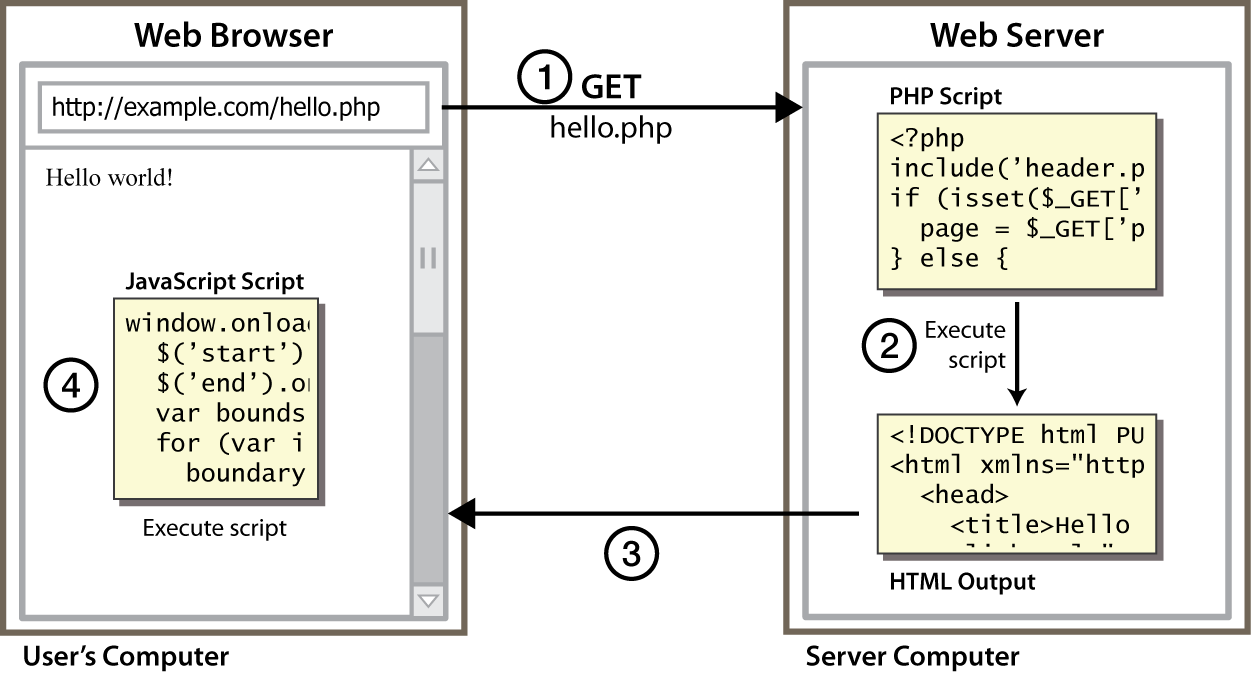 Web Browser
http://example.com/hello.php
Hello world!
JavaScript Script
window.onload
$('start')
$('end').on
var bounds
for (var i
boundary
4
Execute script
User's Computer
1
GET
hello.php
3
Web Server
PHP Script
<?php
include('header.p
if (isset($_GET['
page = $_GET['p
} else {
2
Execute
script
<!DOCTYPE html PU
<html xmlns="http
<head>
<title>Hello
HTML Output
Server Computer